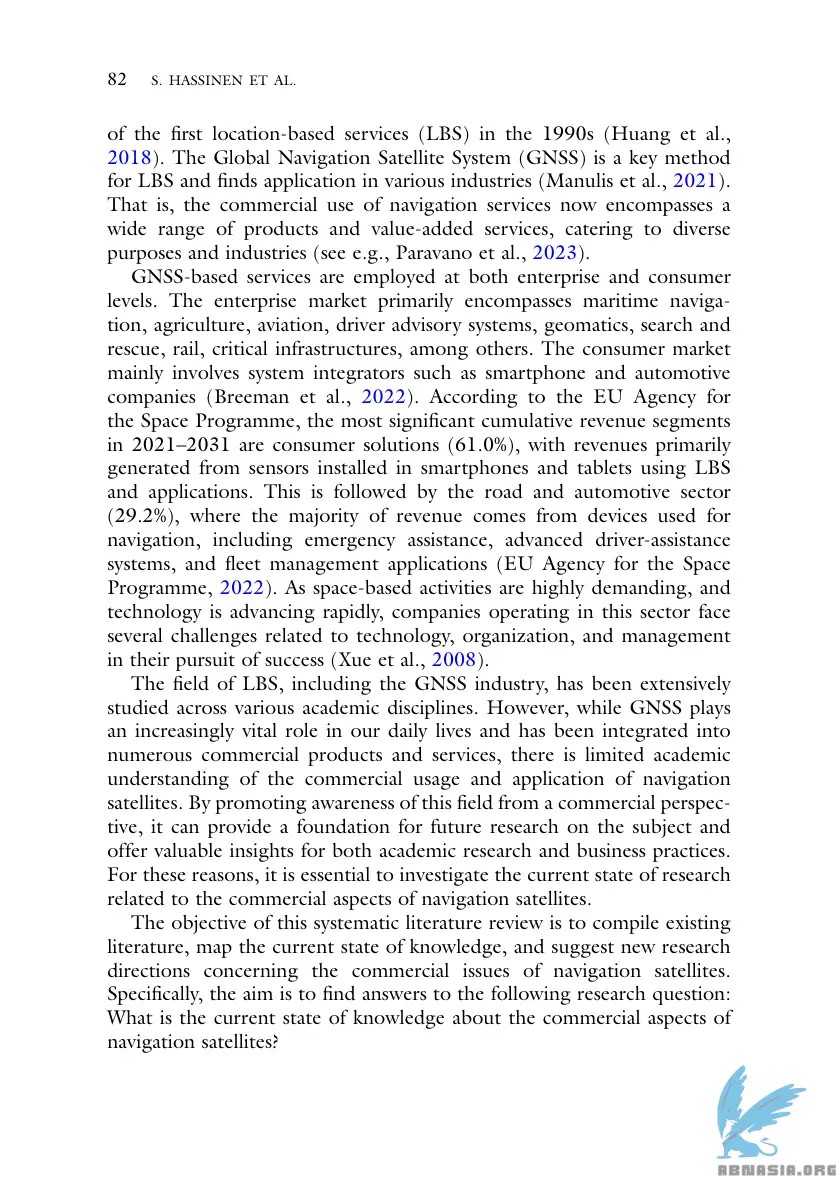 82 S. HASSINEN ET AL.
of the first location-based services (LBS) in the 1990s (Huang et al.,
2018). The Global Navigation Satellite System (GNSS) is a key method
for LBS and finds application in various industries (Manulis et al., 2021).
That is, the commercial use of navigation services now encompasses a
wide range of products and value-added services, catering to diverse
purposes and industries (see e.g., Paravano et al., 2023).
GNSS-based services are employed at both enterprise and consumer
levels. The enterprise market primarily encompasses maritime naviga-
tion, agriculture, aviation, driver advisory systems, geomatics, search and
rescue, rail, critical infrastructures, among others. The consumer market
mainly involves system integrators such as smartphone and automotive
companies (Breeman et al., 2022). According to the EU Agency for
the Space Programme, the most significant cumulative revenue segments
in 2021–2031 are consumer solutions (61.0%), with revenues primarily
generated from sensors installed in smartphones and tablets using LBS
and applications. This is followed by the road and automotive sector
(29.2%), where the majority of revenue comes from devices used for
navigation, including emergency assistance, advanced driver-assistance
systems, and fleet management applications (EU Agency for the Space
Programme, 2022). As space-based activities are highly demanding, and
technology is advancing rapidly, companies operating in this sector face
several challenges related to technology, organization, and management
in their pursuit of success (Xue et al., 2008).
The field of LBS, including the GNSS industry, has been extensively
studied across various academic disciplines. However, while GNSS plays
an increasingly vital role in our daily lives and has been integrated into
numerous commercial products and services, there is limited academic
understanding of the commercial usage and application of navigation
satellites. By promoting awareness of this field from a commercial perspec-
tive, it can provide a foundation for future research on the subject and
offer valuable insights for both academic research and business practices.
For these reasons, it is essential to investigate the current state of research
related to the commercial aspects of navigation satellites.
The objective of this systematic literature review is to compile existing
literature, map the current state of knowledge, and suggest new research
directions concerning the commercial issues of navigation satellites.
Specifically, the aim is to find answers to the following research question:
What is the current state of knowledge about the commercial aspects of
navigation satellites?
ABNASIA.ORG